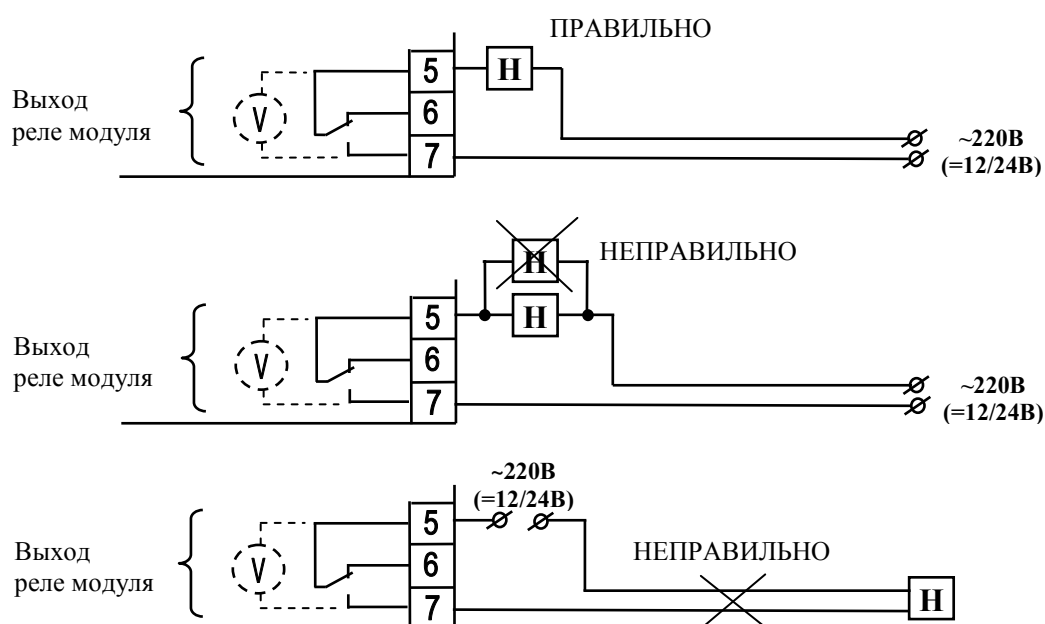 ПРАВИЛЬНО
Выход
реле модуля
V
5
6
7
Н
~220В
(=12/24В)
НЕПРАВИЛЬНО
Н
Выход
реле модуля
V
5
6
7
Н
~220В
(=12/24В)
~220В
(=12/24В)
Выход
реле модуля
V
5
6
7
НЕПРАВИЛЬНО
Н